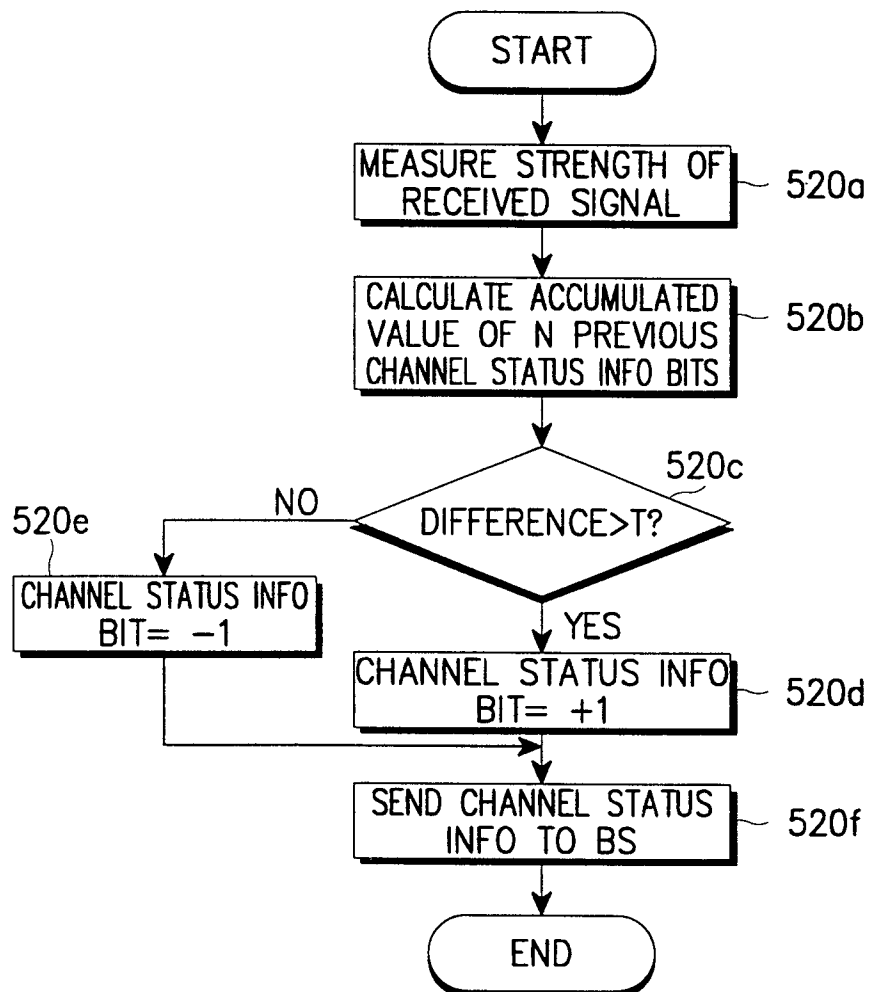 START
MEASURE STRENGTH OF
RECEIVED SIGNAL
520a
CALCULATE ACCUMULATED
VALUE OF N PREVIOUS
CHANNEL STATUS INFO BITS
520b
520c
DIFFERENCE>T?
NO
520e
CHANNEL STATUS INFO
BIT= -1
YES
CHANNEL STATUS INFO
BIT= +1
520d
SEND CHANNEL STATUS
INFO TO BS
520f
END